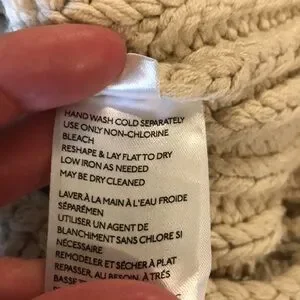 HAND WASH COLD SEPARATELY
USE ONLY NON-CHLORINE
BLEACH
RESHAPE & LAY FLAT TO DRY
LOW IRON AS NEEDED
MAY BE DRY CLEANED
LAVER À LA MAIN À L'EAU FROIDE
SÉPARÉMEN
UTILISER UN AGENT DE
BLANCHIMENT SANS CHLORE SI
NÉCESSAIRE
REMODELER ET SÉCHER À PLAT
REPASSER, AU BESOIN, À TRÉS
BASSE